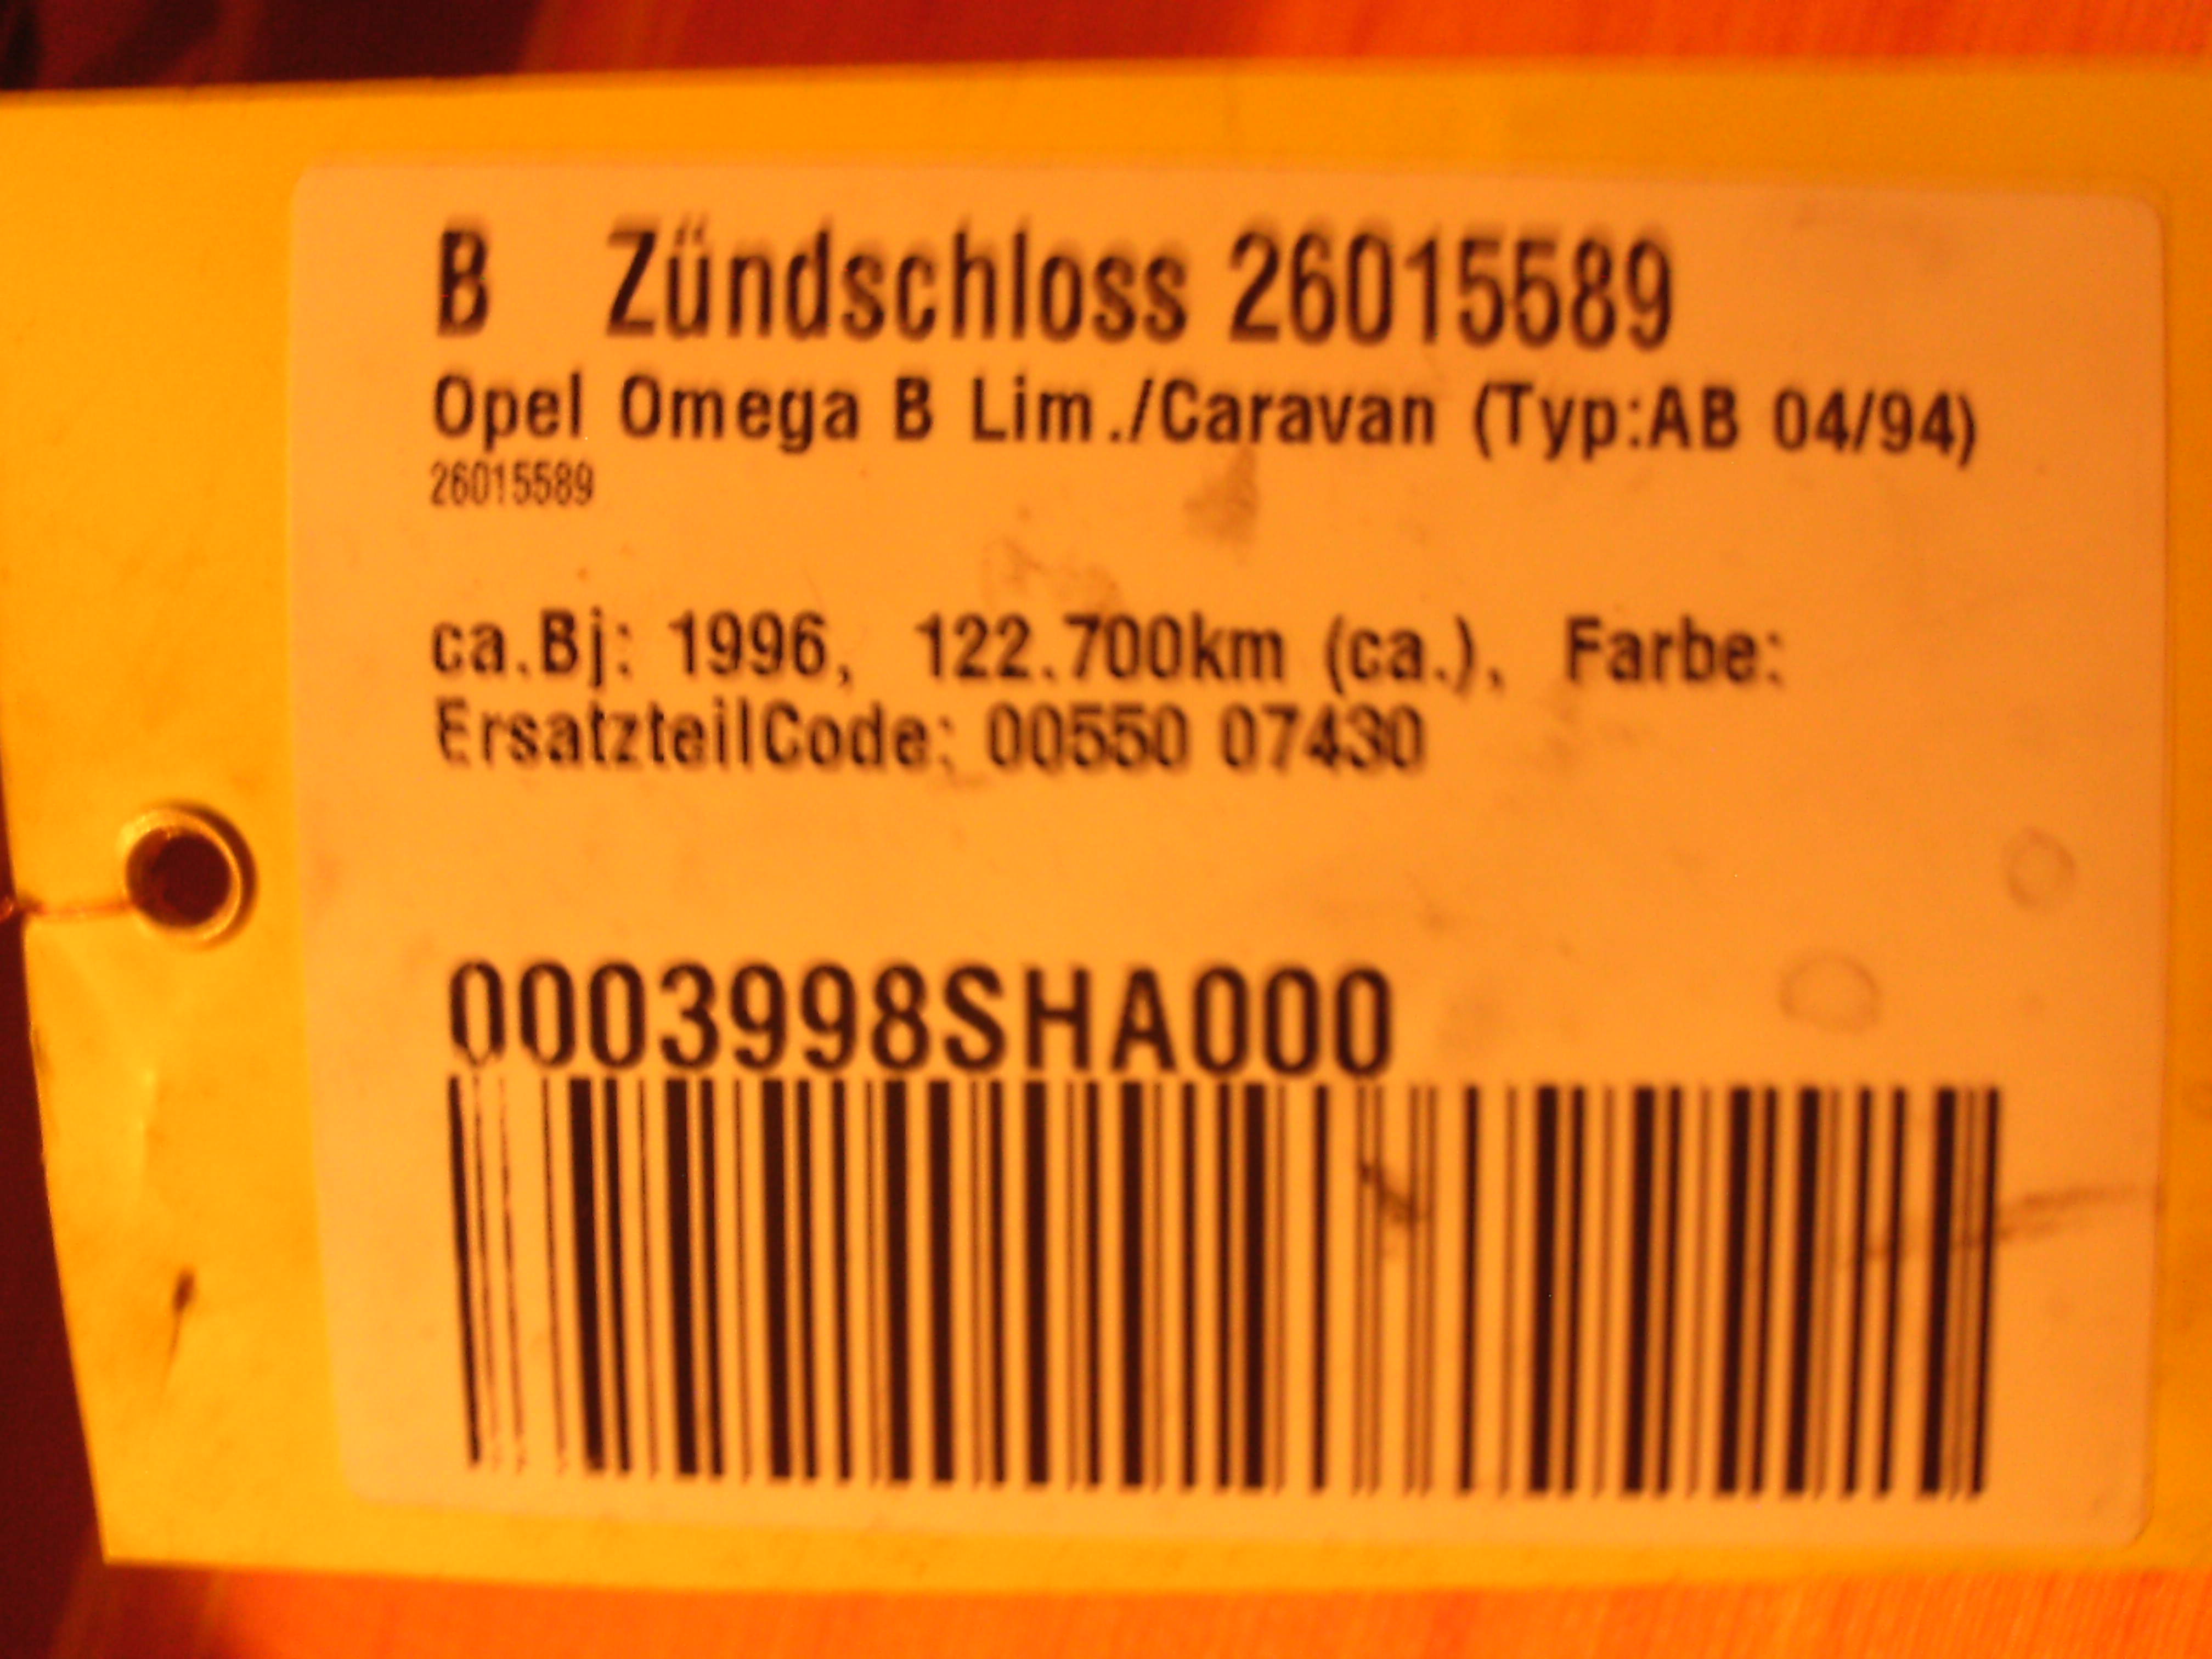 B Zündschloss 26015589
Opel Omega B Lim./Caravan (Typ:AB 04/94)
26015589
ca.Bj: 1996, 122.700km (ca.), Farbe:
ErsatzteilCode: 00550 07430
0003998SHA000